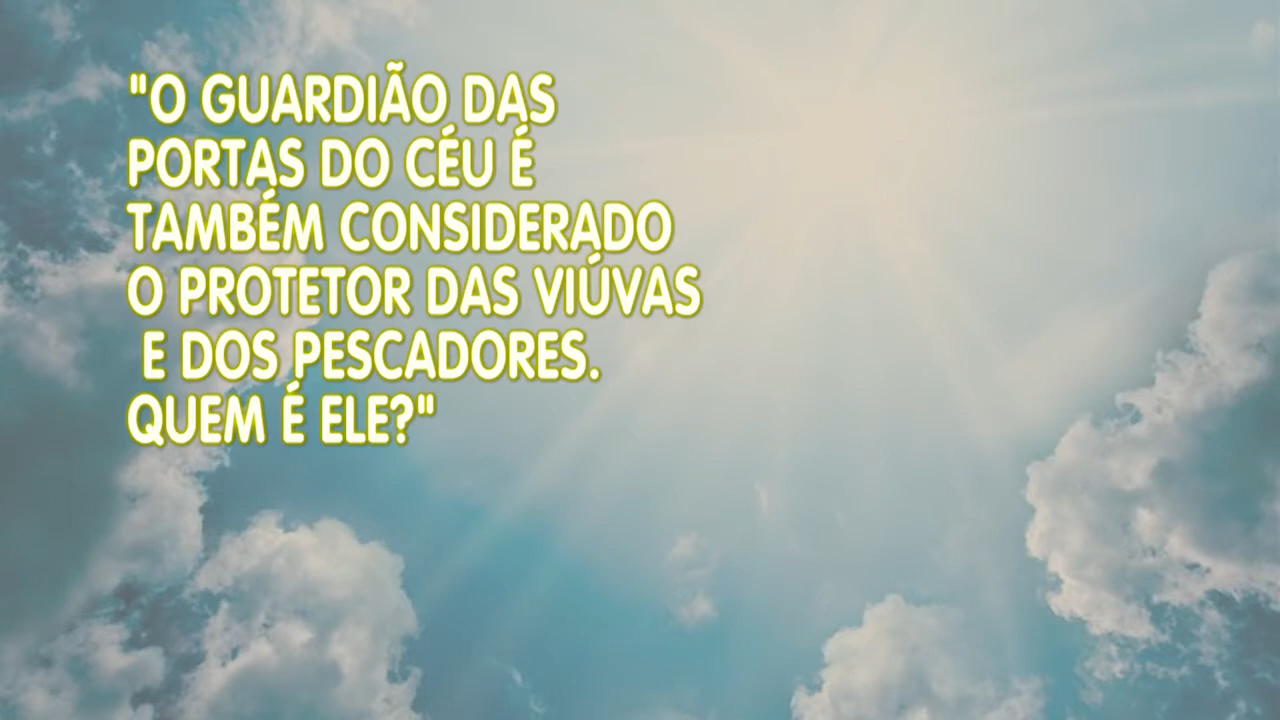 "O GUARDIÃO DAS
PORTAS DO CÉU É
TAMBÉM CONSIDERADO
O PROTETOR DAS VIÚVAS
E DOS PESCADORES.
QUEM É ELE?"